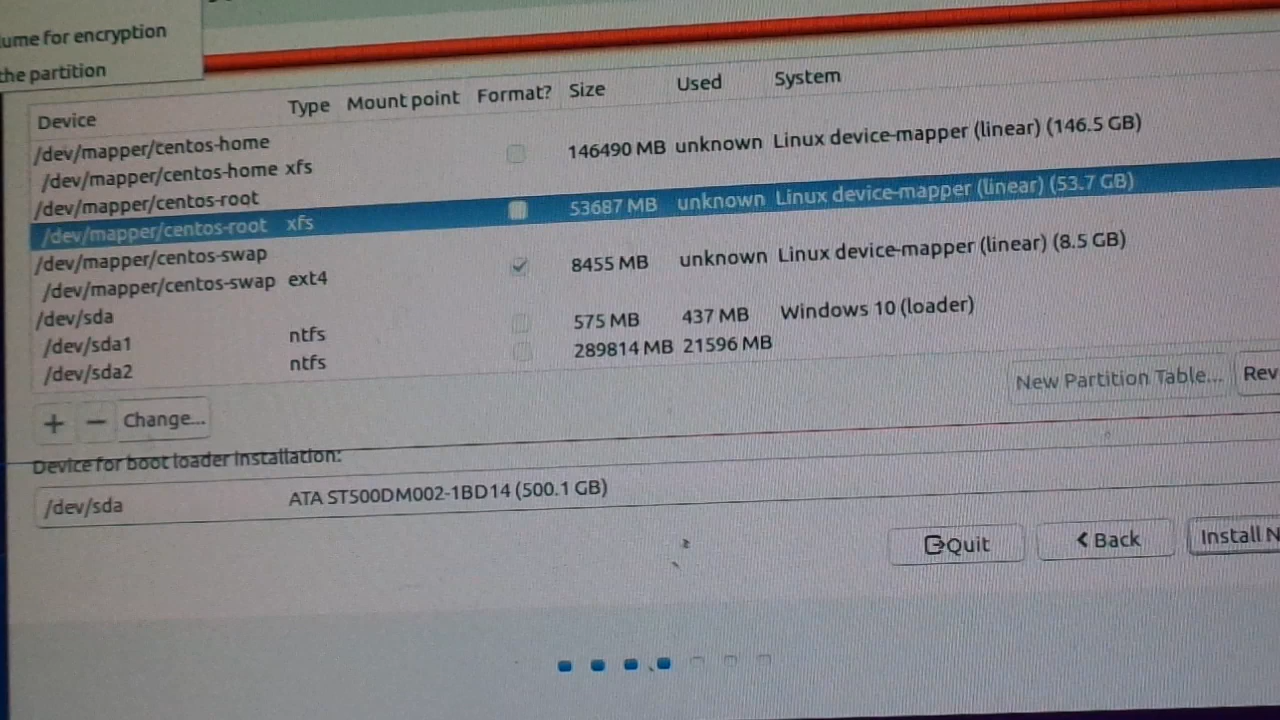 ume for encryption
the partition
Device Type Mount point Format? Size Used System
/dev/mapper/centos-home
/dev/mapper/centos-home xfs 146490 MB unknown Linux device-mapper (linear) (146.5 GB)
/dev/mapper/centos-root
/dev/mapper/centos-root xfs 53687 MB unknown Linux device-mapper (linear) (53.7 GB)
/dev/mapper/centos-swap
/dev/mapper/centos-swap ext4 8455 MB unknown Linux device-mapper (linear) (8.5 GB)
/dev/sda
/dev/sda1 ntfs 575 MB 437 MB Windows 10 (loader)
/dev/sda2 ntfs 289814 MB 21596 MB
+ − Change... New Partition Table... Rev
Device for boot loader installation:
/dev/sda ATA ST500DM002-1BD14 (500.1 GB)
Quit Back Install N